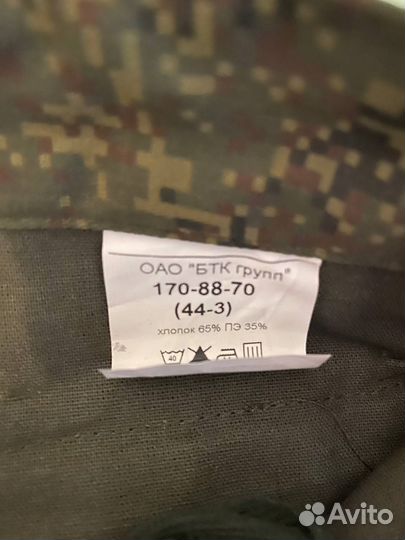 ОАО "БТК групп"
170-88-70
(44-3)
хлопок 65% ПЭ 35%
40
Avito